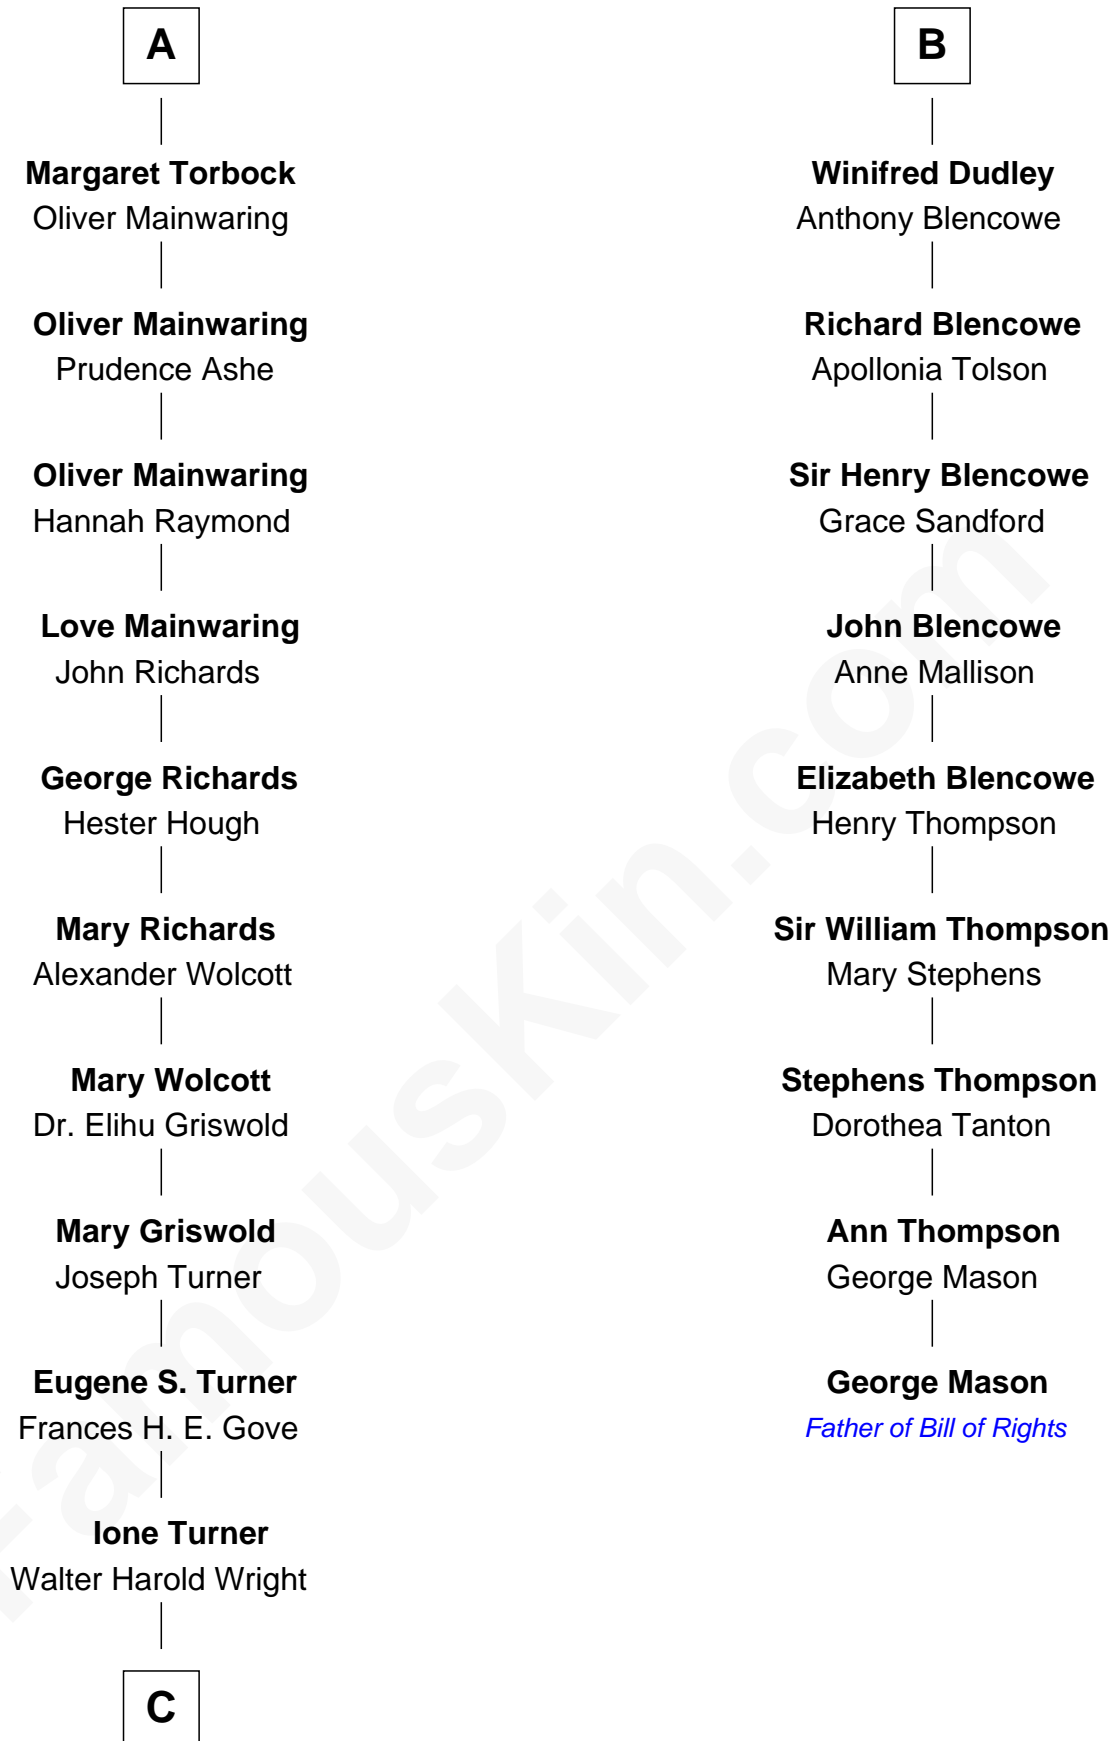 A
Margaret Torbock
Oliver Mainwaring
Oliver Mainwaring
Prudence Ashe
Oliver Mainwaring
Hannah Raymond
Love Mainwaring
John Richards
George Richards
Hester Hough
Mary Richards
Alexander Wolcott
Mary Wolcott
Dr. Elihu Griswold
Mary Griswold
Joseph Turner
Eugene S. Turner
Frances H. E. Gove
Ione Turner
Walter Harold Wright
C
B
Winifred Dudley
Anthony Blencowe
Richard Blencowe
Apollonia Tolson
Sir Henry Blencowe
Grace Sandford
John Blencowe
Anne Mallison
Elizabeth Blencowe
Henry Thompson
Sir William Thompson
Mary Stephens
Stephens Thompson
Dorothea Tanton
Ann Thompson
George Mason
George Mason
Father of Bill of Rights
FamousKin.com